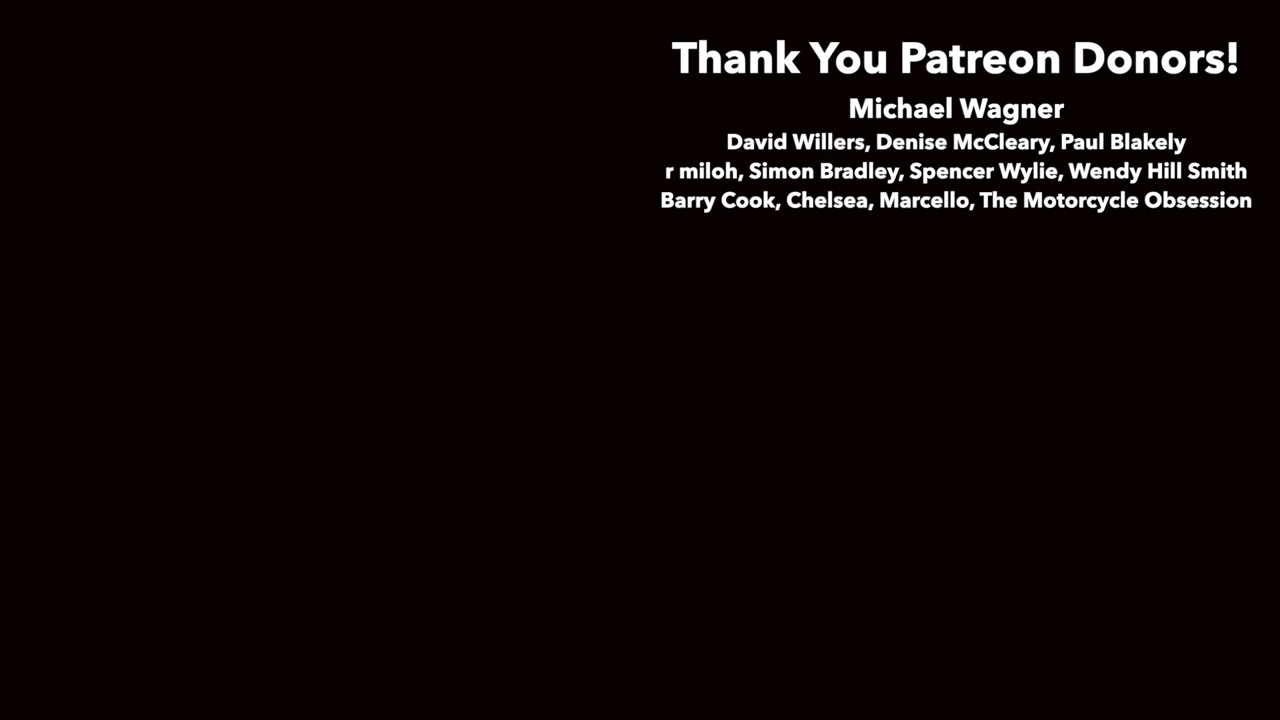 Thank You Patreon Donors!
Michael Wagner
David Willers, Denise McCleary, Paul Blakely
r miloh, Simon Bradley, Spencer Wylie, Wendy Hill Smith
Barry Cook, Chelsea, Marcello, The Motorcycle Obsession